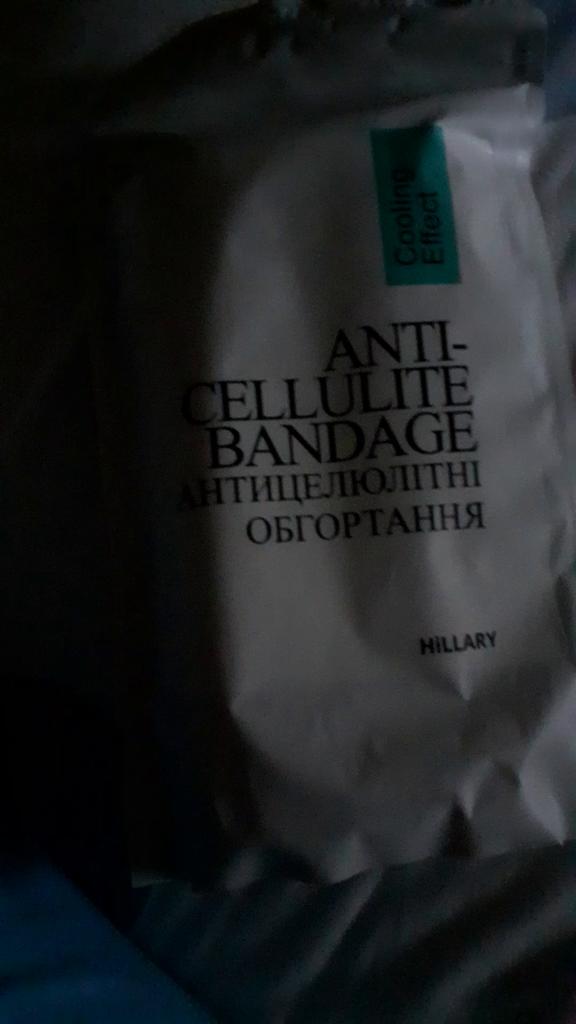 Cooling
Effect
ANTI-
CELLULITE
BANDAGE
АНТИЦЕЛЮЛІТНІ
ОБГОРТАННЯ
HiLLARY